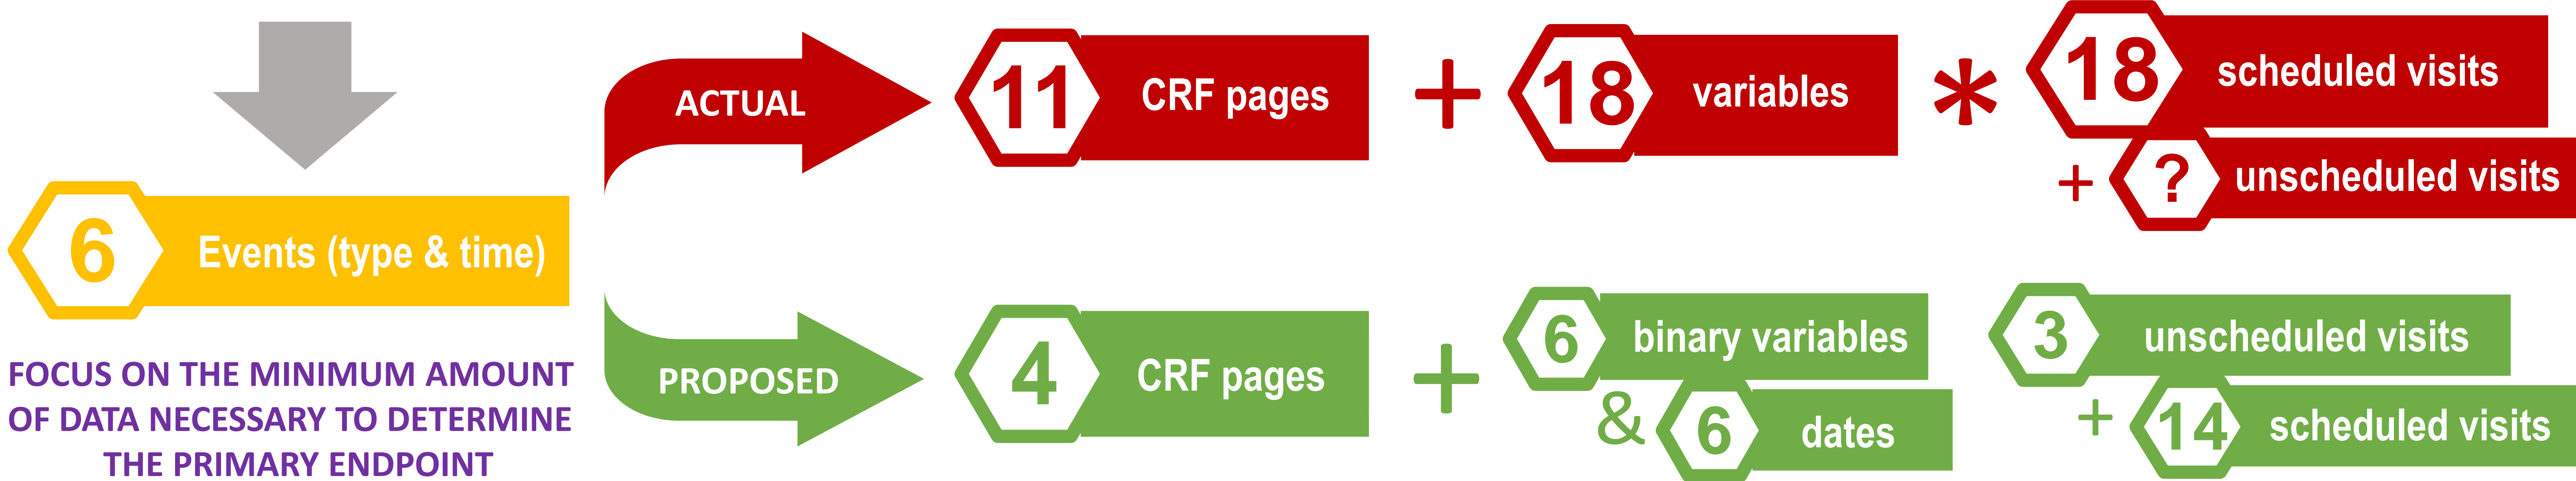 6 Events (type & time)
FOCUS ON THE MINIMUM AMOUNT
OF DATA NECESSARY TO DETERMINE
THE PRIMARY ENDPOINT
ACTUAL
11 CRF pages
+
18 variables
*
18 scheduled visits
+ ? unscheduled visits
PROPOSED
4 CRF pages
+
6 binary variables
& 6 dates
3 unscheduled visits
+ 14 scheduled visits